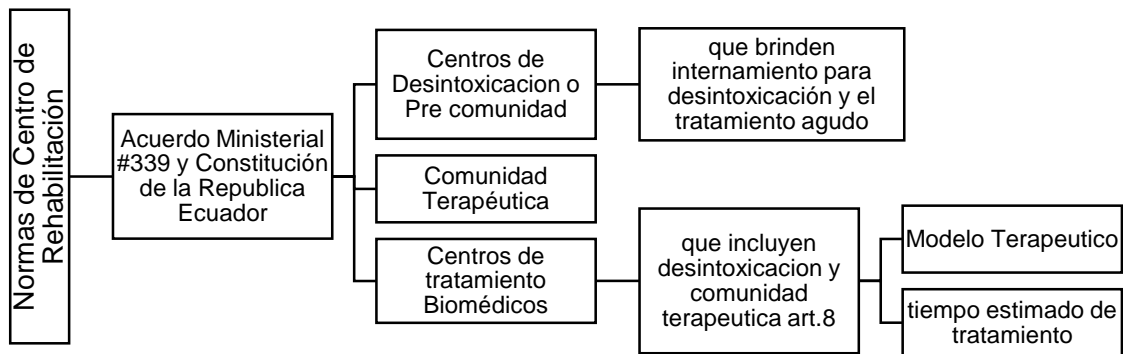 Normas de Centro de
Rehabilitación
Acuerdo Ministerial
#339 y Constitución
de la Republica
Ecuador
Centros de
Desintoxicacion o
Pre comunidad
que brinden
internamiento para
desintoxicación y el
tratamiento agudo
Comunidad
Terapéutica
Centros de
tratamiento
Biomédicos
que incluyen
desintoxicacion y
comunidad
terapeutica art.8
Modelo Terapeutico
tiempo estimado de
tratamiento